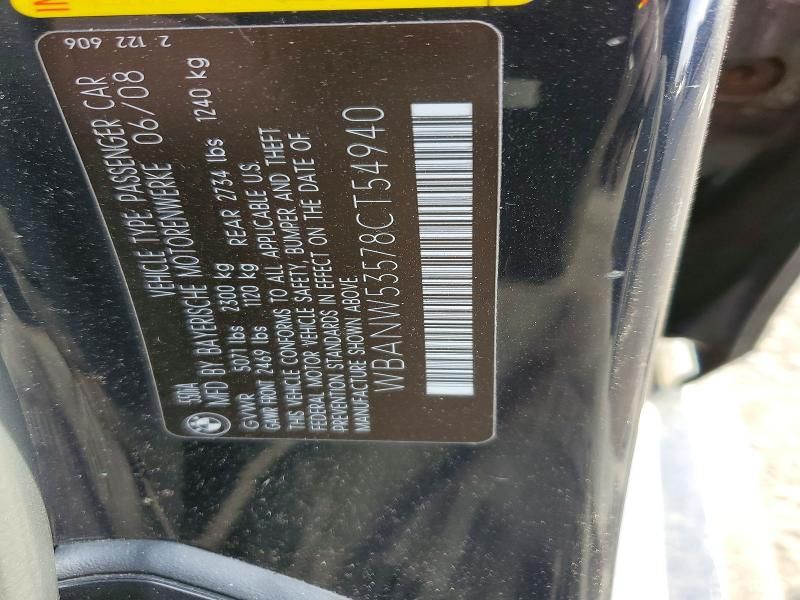 550IA VEHICLE TYPE: PASSENGER CAR
MFD BY BAYERISCHE MOTORENWERKE 06/08
GVWR 5071 lbs 2300 kg
GAWR FRONT 2469 lbs 1120 kg REAR 2734 lbs 1240 kg
THIS VEHICLE CONFORMS TO ALL APPLICABLE U.S.
FEDERAL MOTOR VEHICLE SAFETY, BUMPER AND THEFT
PREVENTION STANDARDS IN EFFECT ON THE DATE OF
MANUFACTURE SHOWN ABOVE.
WBANW53578CT54940
2 122 606